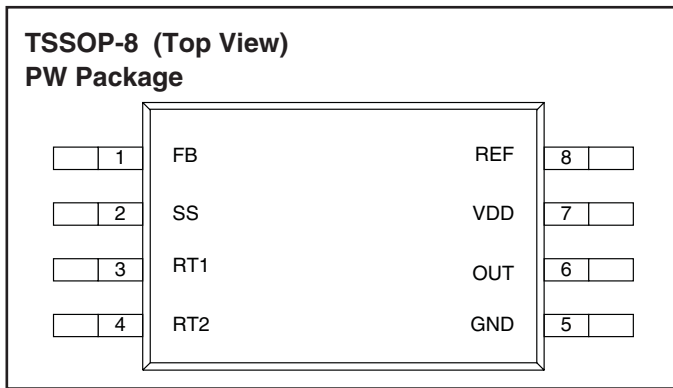 TSSOP-8 (Top View)
PW Package
1 FB REF 8
2 SS VDD 7
3 RT1 OUT 6
4 RT2 GND 5